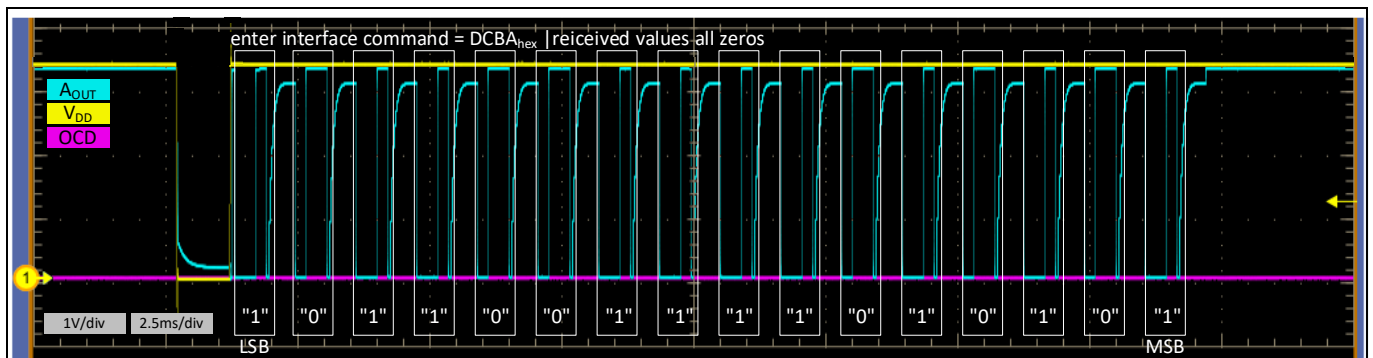 enter interface command = DCBAhex | reiceived values all zeros
AOUT
VDD
OCD
1
1V/div 2.5ms/div "1" "0" "1" "1" "0" "0" "1" "1" "1" "1" "0" "1" "0" "1" "0" "1"
LSB MSB